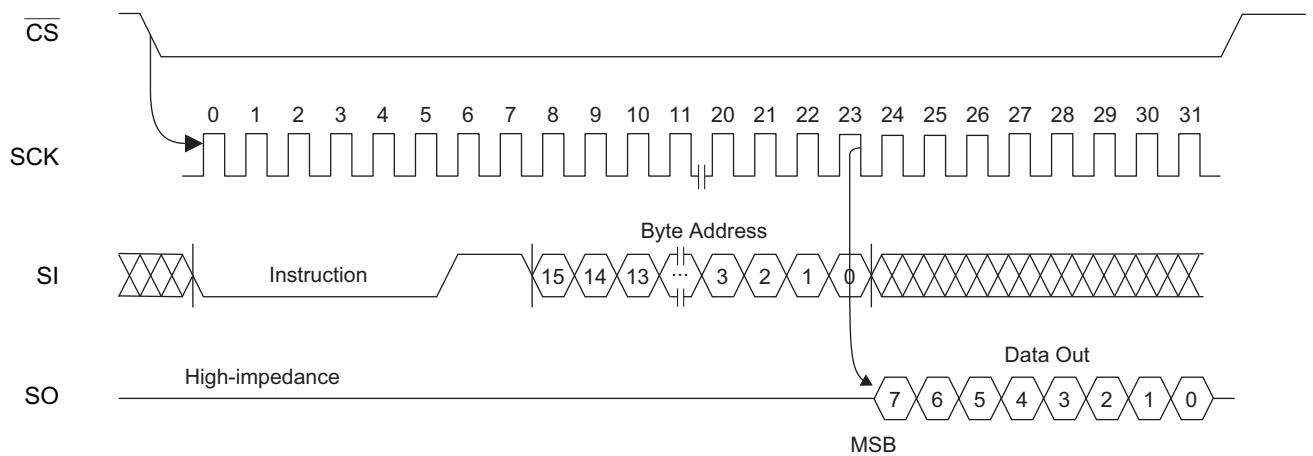 CS
0 1 2 3 4 5 6 7 8 9 10 11 20 21 22 23 24 25 26 27 28 29 30 31
SCK
Byte Address
SI
Instruction
15 14 13 ... 3 2 1 0
High-impedance
Data Out
SO
7 6 5 4 3 2 1 0
MSB